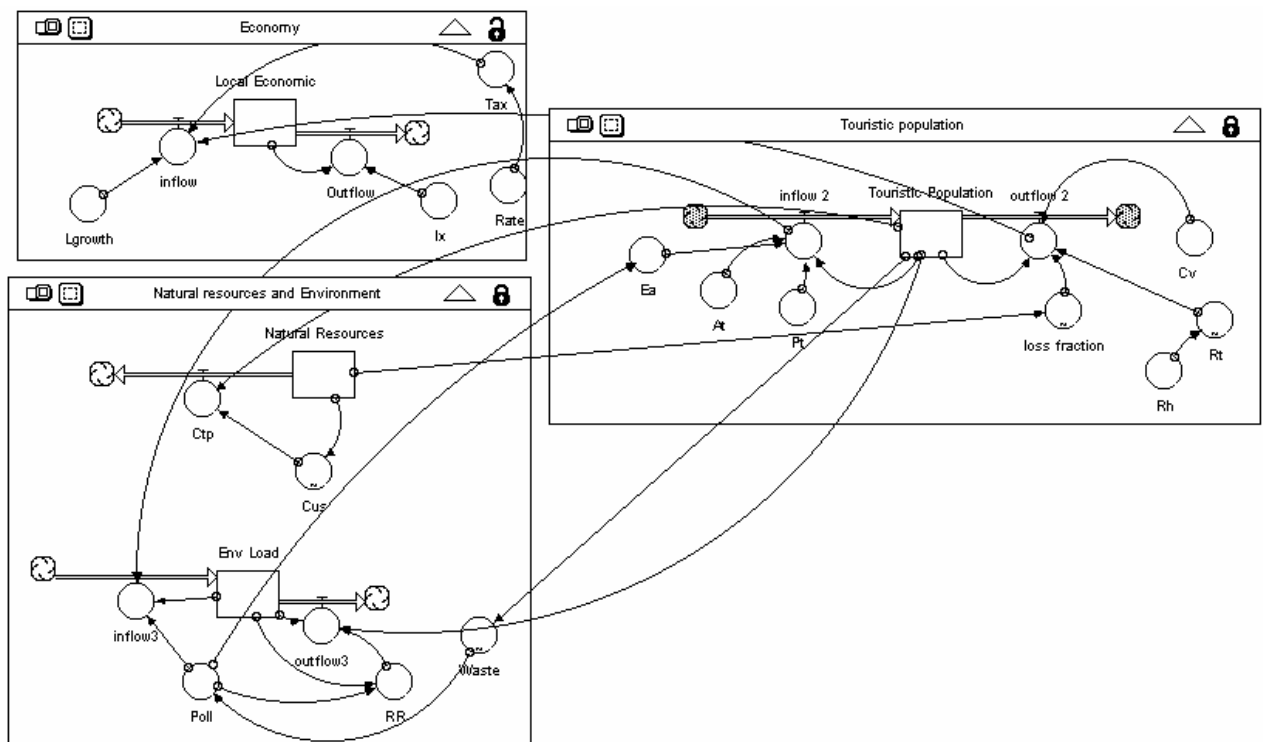 Economy
Local Economic
Tax
inflow
Outflow
Lgrowth
Ix
Rate
Touristic population
inflow 2
Touristic Population
outflow 2
Ea
At
Pt
Cv
loss fraction
Rt
Rh
Natural resources and Environment
Natural Resources
Ctp
Cus
Env Load
inflow3
outflow3
Waste
Poll
RR